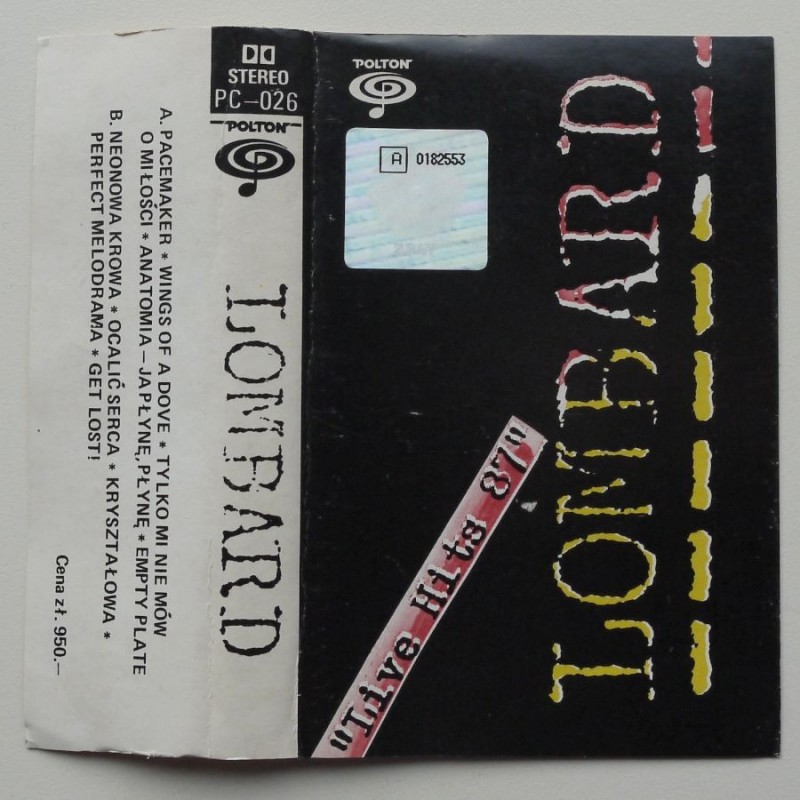 A. PACEMAKER * WINGS OF A DOVE * TYLKO MI NIE MÓW
O MIŁOŚCI * ANATOMIA – JA PŁYNĘ, PŁYNĘ * EMPTY PLATE
B. NEONOWA KROWA * OCALIĆ SERCA * KRYSZTAŁOWA *
PERFECT MELODRAMA * GET LOST!
Cena zł. 950.–
STEREO
PC–026
POLTON
LOMBARD
POLTON
A 0182553
LOMBARD
"Live Hits 87"